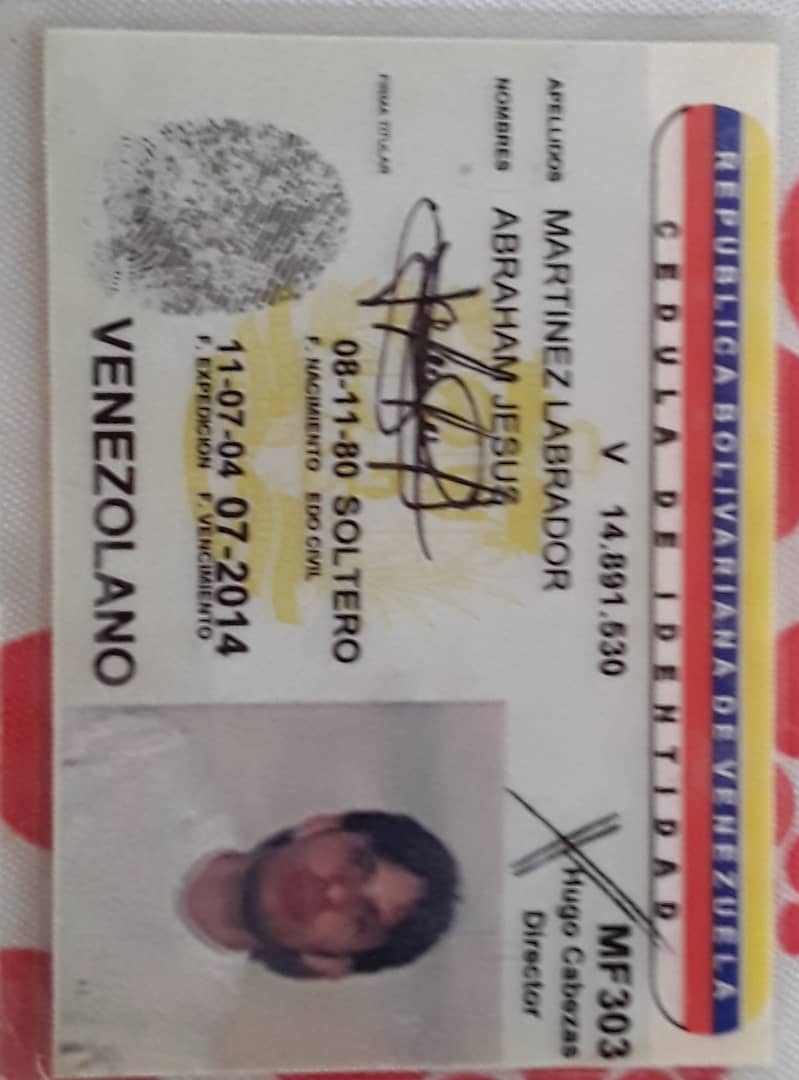 REPUBLICA BOLIVARIANA DE VENEZUELA
CEDULA DE IDENTIDAD
V 14.891.530
MF303
Hugo Cabezas
Director
APELLIDOS MARTINEZ LABRADOR
NOMBRES ABRAHAM JESUS
FIRMA TITULAR
08-11-80 SOLTERO
F. NACIMIENTO EDO CIVIL
11-07-04 07-2014
F. EXPEDICION F. VENCIMIENTO
VENEZOLANO